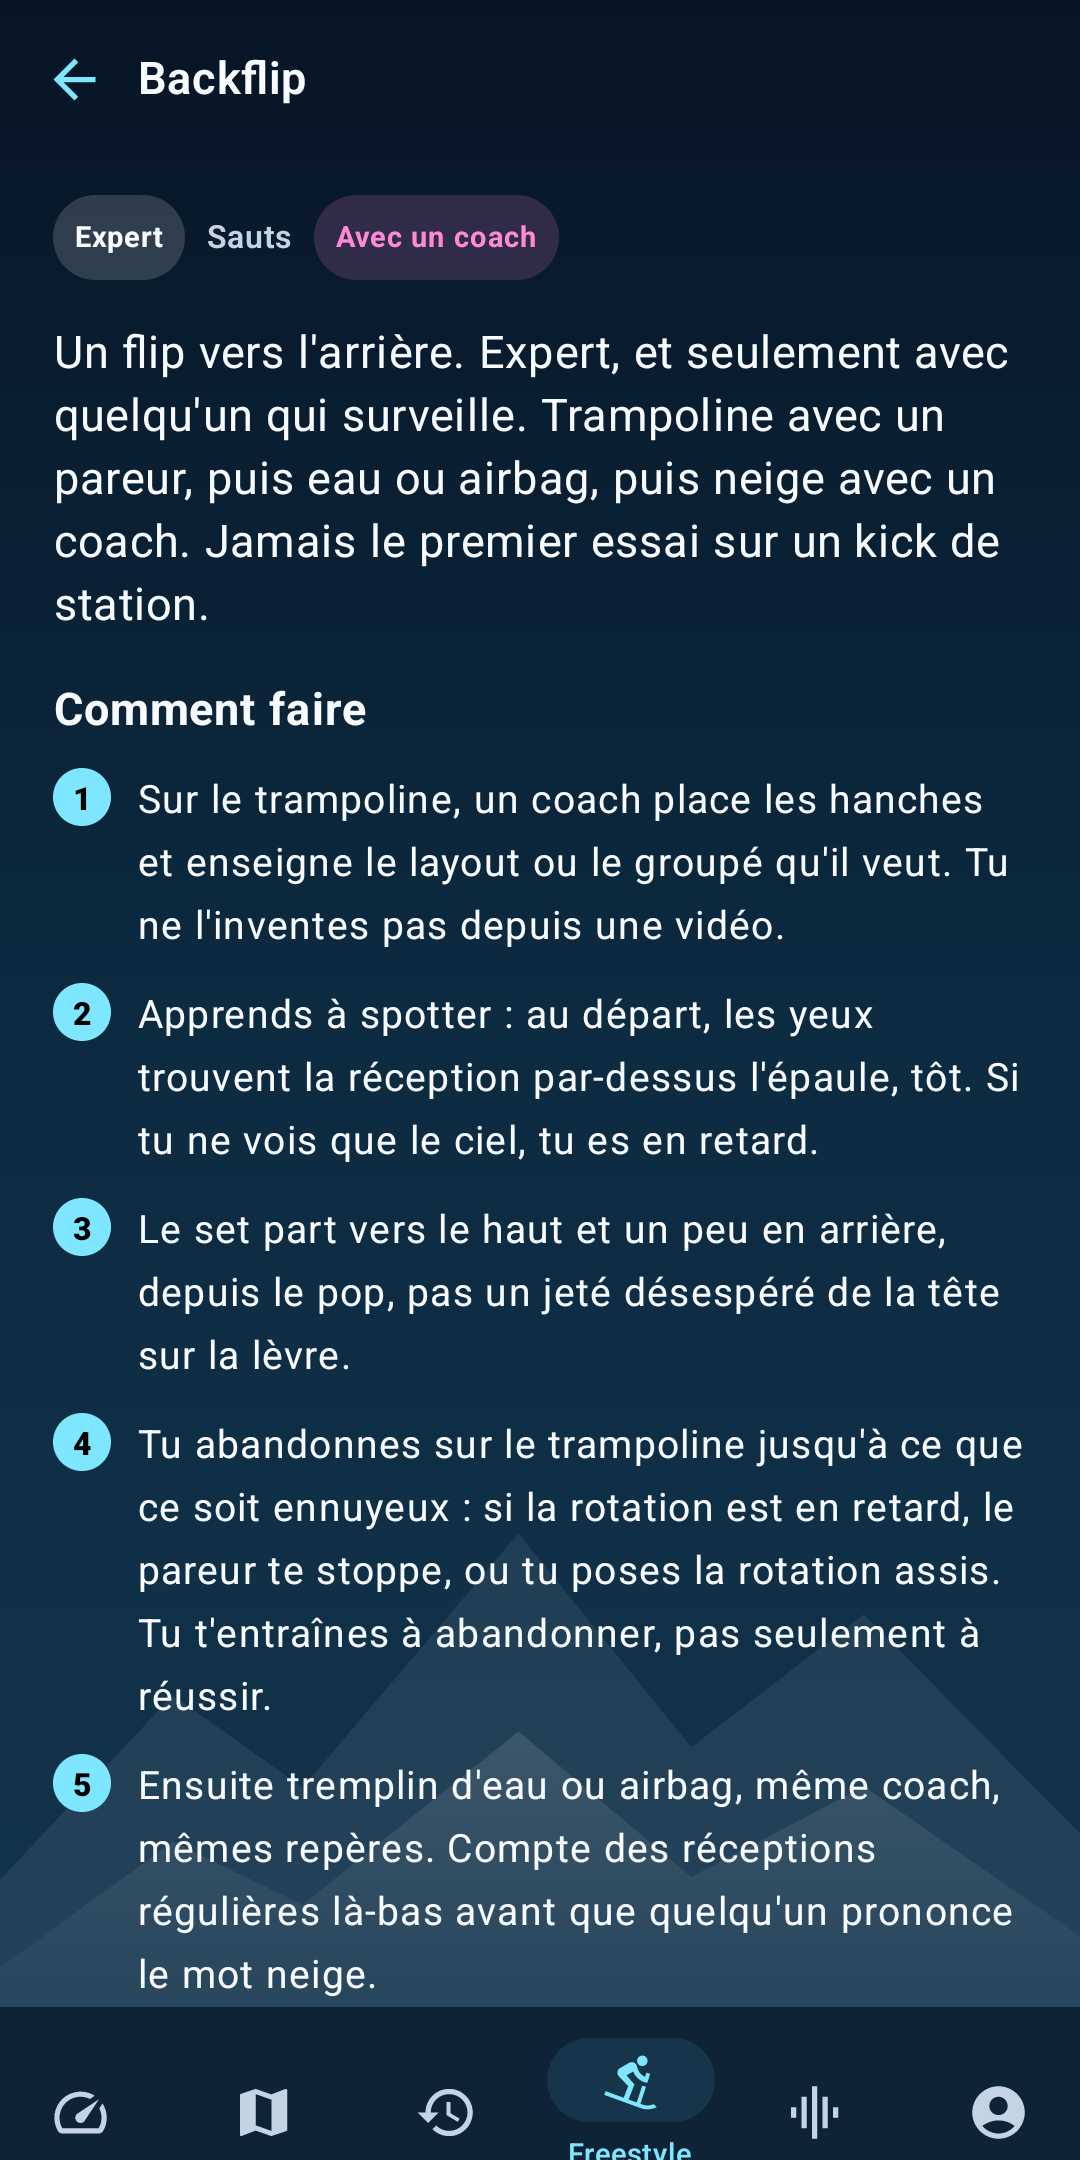 Backflip
Expert
Sauts
Avec un coach
Un flip vers l'arrière. Expert, et seulement avec
quelqu'un qui surveille. Trampoline avec un
pareur, puis eau ou airbag, puis neige avec un
coach. Jamais le premier essai sur un kick de
station.
Comment faire
1 Sur le trampoline, un coach place les hanches
et enseigne le layout ou le groupé qu'il veut. Tu
ne l'inventes pas depuis une vidéo.
2 Apprends à spotter : au départ, les yeux
trouvent la réception par-dessus l'épaule, tôt. Si
tu ne vois que le ciel, tu es en retard.
3 Le set part vers le haut et un peu en arrière,
depuis le pop, pas un jeté désespéré de la tête
sur la lèvre.
4 Tu abandonnes sur le trampoline jusqu'à ce que
ce soit ennuyeux : si la rotation est en retard, le
pareur te stoppe, ou tu poses la rotation assis.
Tu t'entraînes à abandonner, pas seulement à
réussir.
5 Ensuite tremplin d'eau ou airbag, même coach,
mêmes repères. Compte des réceptions
régulières là-bas avant que quelqu'un prononce
le mot neige.
Freestyle